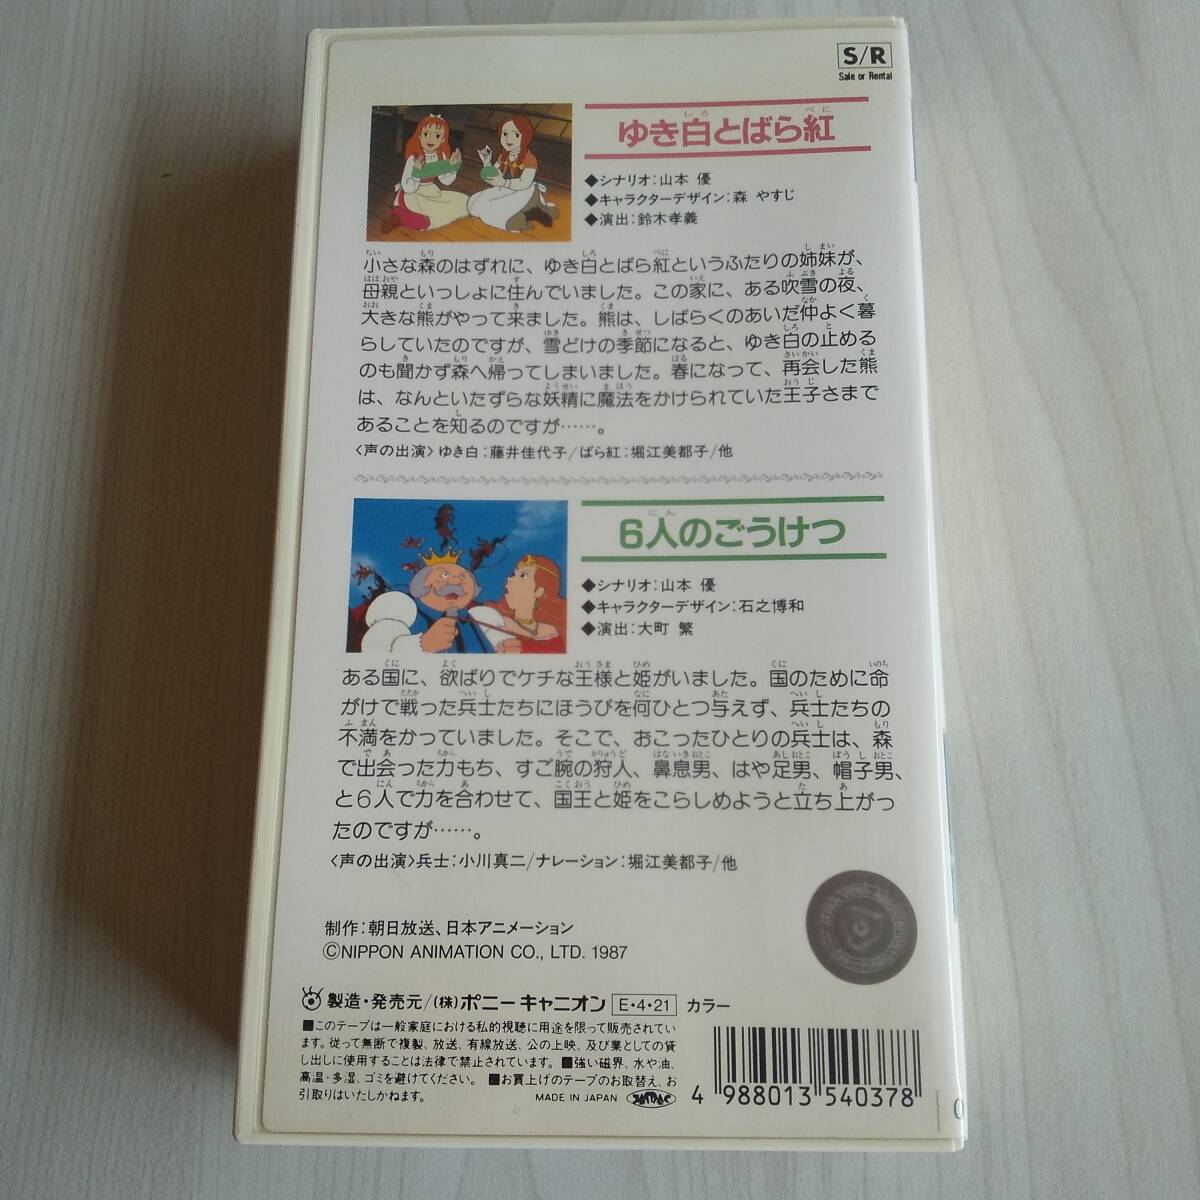 S/R
Sale or Rental
ゆき白とばら紅
しろ べに
◆シナリオ:山本 優
◆キャラクターデザイン:森 やすじ
◆演出:鈴木孝義
小さな森のはずれに、ゆき白とばら紅というふたりの姉妹が、
母親といっしょに住んでいました。この家に、ある吹雪の夜、
大きな熊がやって来ました。熊は、しばらくのあいだ仲よく暮
らしていたのですが、雪どけの季節になると、ゆき白の止める
のも聞かず森へ帰ってしまいました。春になって、再会した熊
は、なんといたずらな妖精に魔法をかけられていた王子さまで
あることを知るのですが……。
〈声の出演〉ゆき白:藤井佳代子/ばら紅:堀江美都子/他
6人のごうけつ
にん
◆シナリオ:山本 優
◆キャラクターデザイン:石之博和
◆演出:大町 繁
ある国に、欲ばりでケチな王様と姫がいました。国のために命
がけで戦った兵士たちにほうびを何ひとつ与えず、兵士たちの
不満をかっていました。そこで、おこったひとりの兵士は、森
で出会った力もち、すご腕の狩人、鼻息男、はや足男、帽子男、
と6人で力を合わせて、国王と姫をこらしめようと立ち上がっ
たのですが……。
〈声の出演〉兵士:小川真二/ナレーション:堀江美都子/他
制作:朝日放送、日本アニメーション
©NIPPON ANIMATION CO., LTD. 1987
製造・発売元/(株)ポニーキャニオン E・4・21 カラー
■このテープは一般家庭における私的視聴に用途を限って販売されてい
ます。従って無断で複製、放送、有線放送、公の上映、及び業としての貸
し出しに使用することは法律で禁止されています。■強い磁界、水や油、
高温・多湿、ゴミを避けてください。■お買上げのテープのお取替え、お
引取りはいたしかねます。
MADE IN JAPAN
4 988013 540378
0